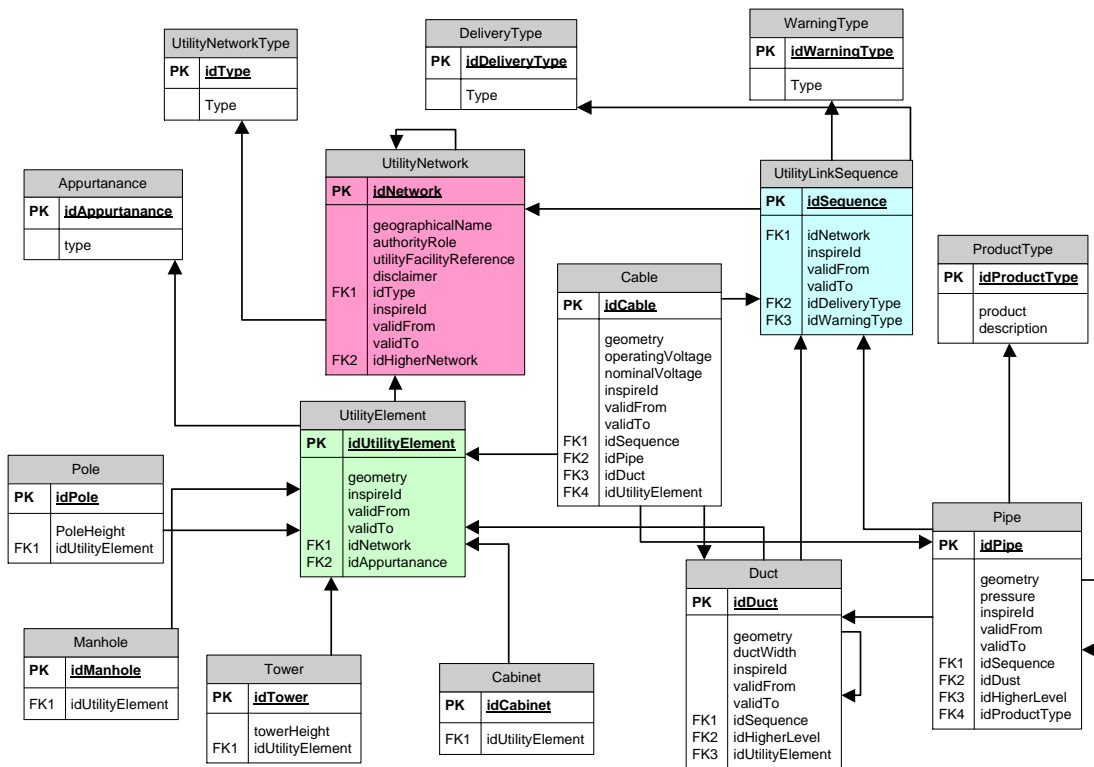 UtilityNetworkType
PK idType
Type
DeliveryType
PK idDeliveryType
Type
WarningType
PK idWarningType
Type
Appurtanance
PK idAppurtanance
type
UtilityNetwork
PK idNetwork
geographicalName
authorityRole
utilityFacilityReference
disclaimer
FK1 idType
inspireId
validFrom
validTo
FK2 idHigherNetwork
UtilityLinkSequence
PK idSequence
FK1 idNetwork
inspireId
validFrom
validTo
FK2 idDeliveryType
FK3 idWarningType
ProductType
PK idProductType
product
description
Cable
PK idCable
geometry
operatingVoltage
nominalVoltage
inspireId
validFrom
validTo
FK1 idSequence
FK2 idPipe
FK3 idDuct
FK4 idUtilityElement
UtilityElement
PK idUtilityElement
geometry
inspireId
validFrom
validTo
FK1 idNetwork
FK2 idAppurtanance
Pole
PK idPole
PoleHeight
FK1 idUtilityElement
Manhole
PK idManhole
FK1 idUtilityElement
Tower
PK idTower
towerHeight
FK1 idUtilityElement
Cabinet
PK idCabinet
FK1 idUtilityElement
Duct
PK idDuct
geometry
ductWidth
inspireId
validFrom
validTo
FK1 idSequence
FK2 idHigherLevel
FK3 idUtilityElement
Pipe
PK idPipe
geometry
pressure
inspireId
validFrom
validTo
FK1 idSequence
FK2 idDust
FK3 idHigherLevel
FK4 idProductType